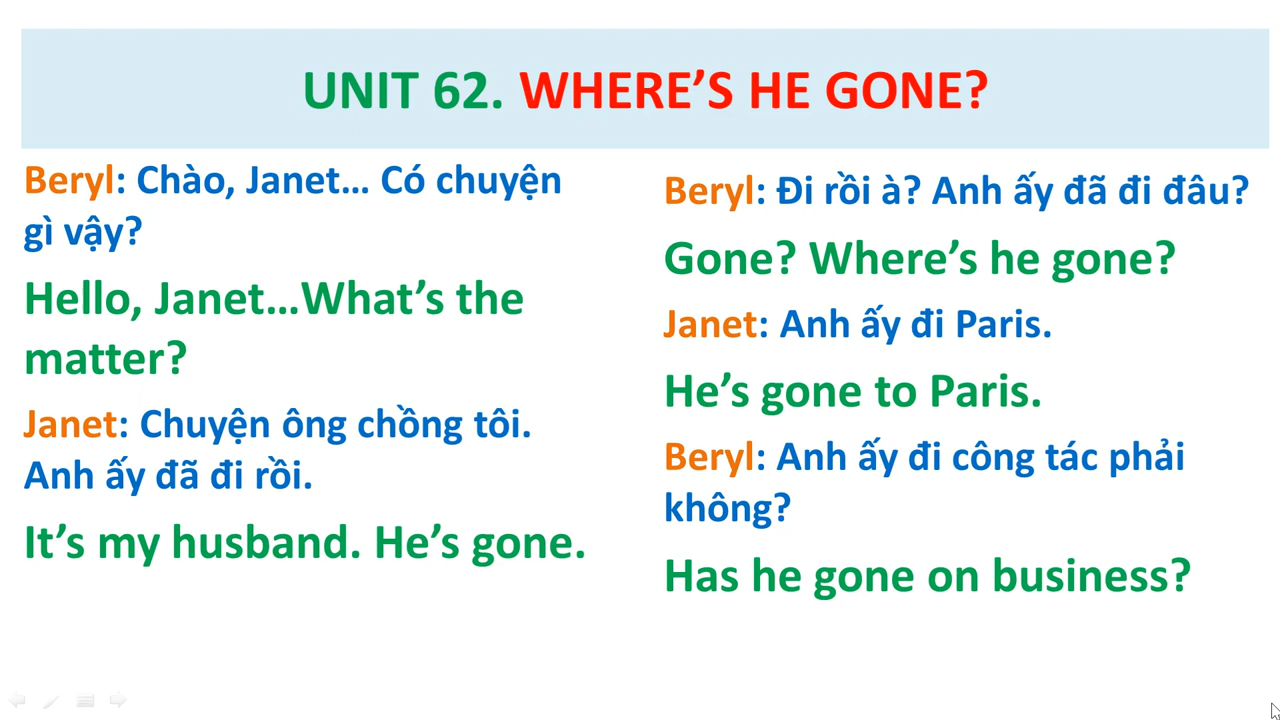 UNIT 62. WHERE’S HE GONE?
Beryl: Chào, Janet... Có chuyện
gì vậy?
Hello, Janet...What’s the
matter?
Janet: Chuyện ông chồng tôi.
Anh ấy đã đi rồi.
It’s my husband. He’s gone.
Beryl: Đi rồi à? Anh ấy đã đi đâu?
Gone? Where’s he gone?
Janet: Anh ấy đi Paris.
He’s gone to Paris.
Beryl: Anh ấy đi công tác phải
không?
Has he gone on business?